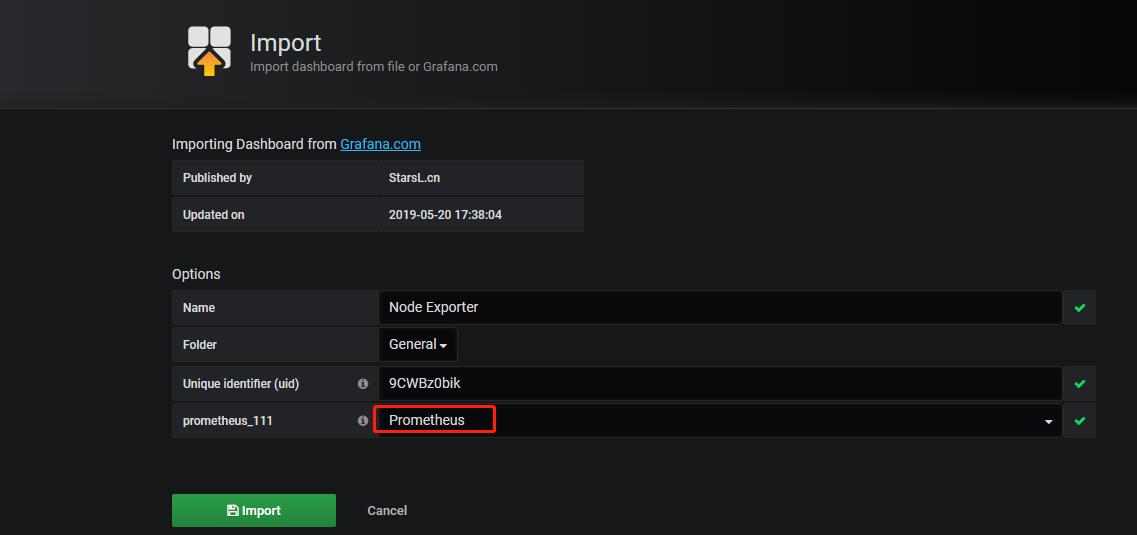 Import
Import dashboard from file or Grafana.com
Importing Dashboard from Grafana.com
Published by StarsL.cn
Updated on 2019-05-20 17:38:04
Options
Name Node Exporter
Folder General
Unique identifier (uid) 9CWBz0bik
prometheus_111 Prometheus
Import Cancel